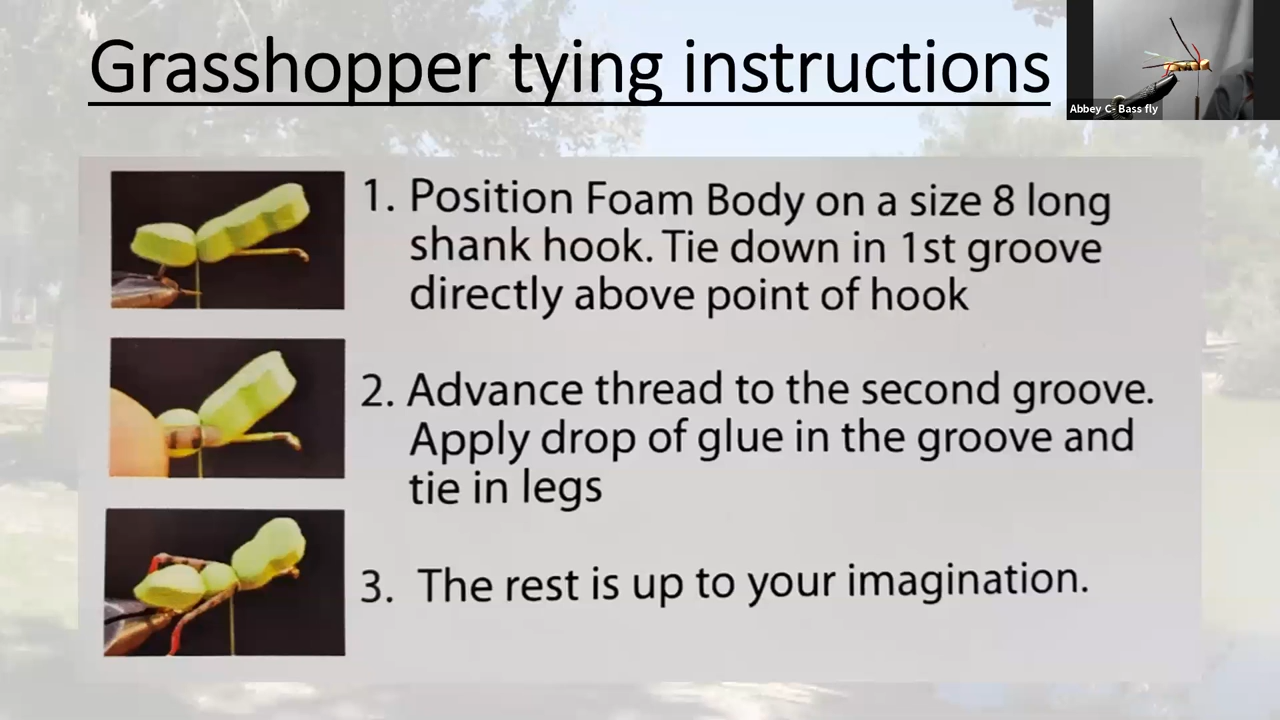 Grasshopper tying instructions
Abbey C- Bass fly
1. Position Foam Body on a size 8 long
shank hook. Tie down in 1st groove
directly above point of hook
2. Advance thread to the second groove.
Apply drop of glue in the groove and
tie in legs
3. The rest is up to your imagination.